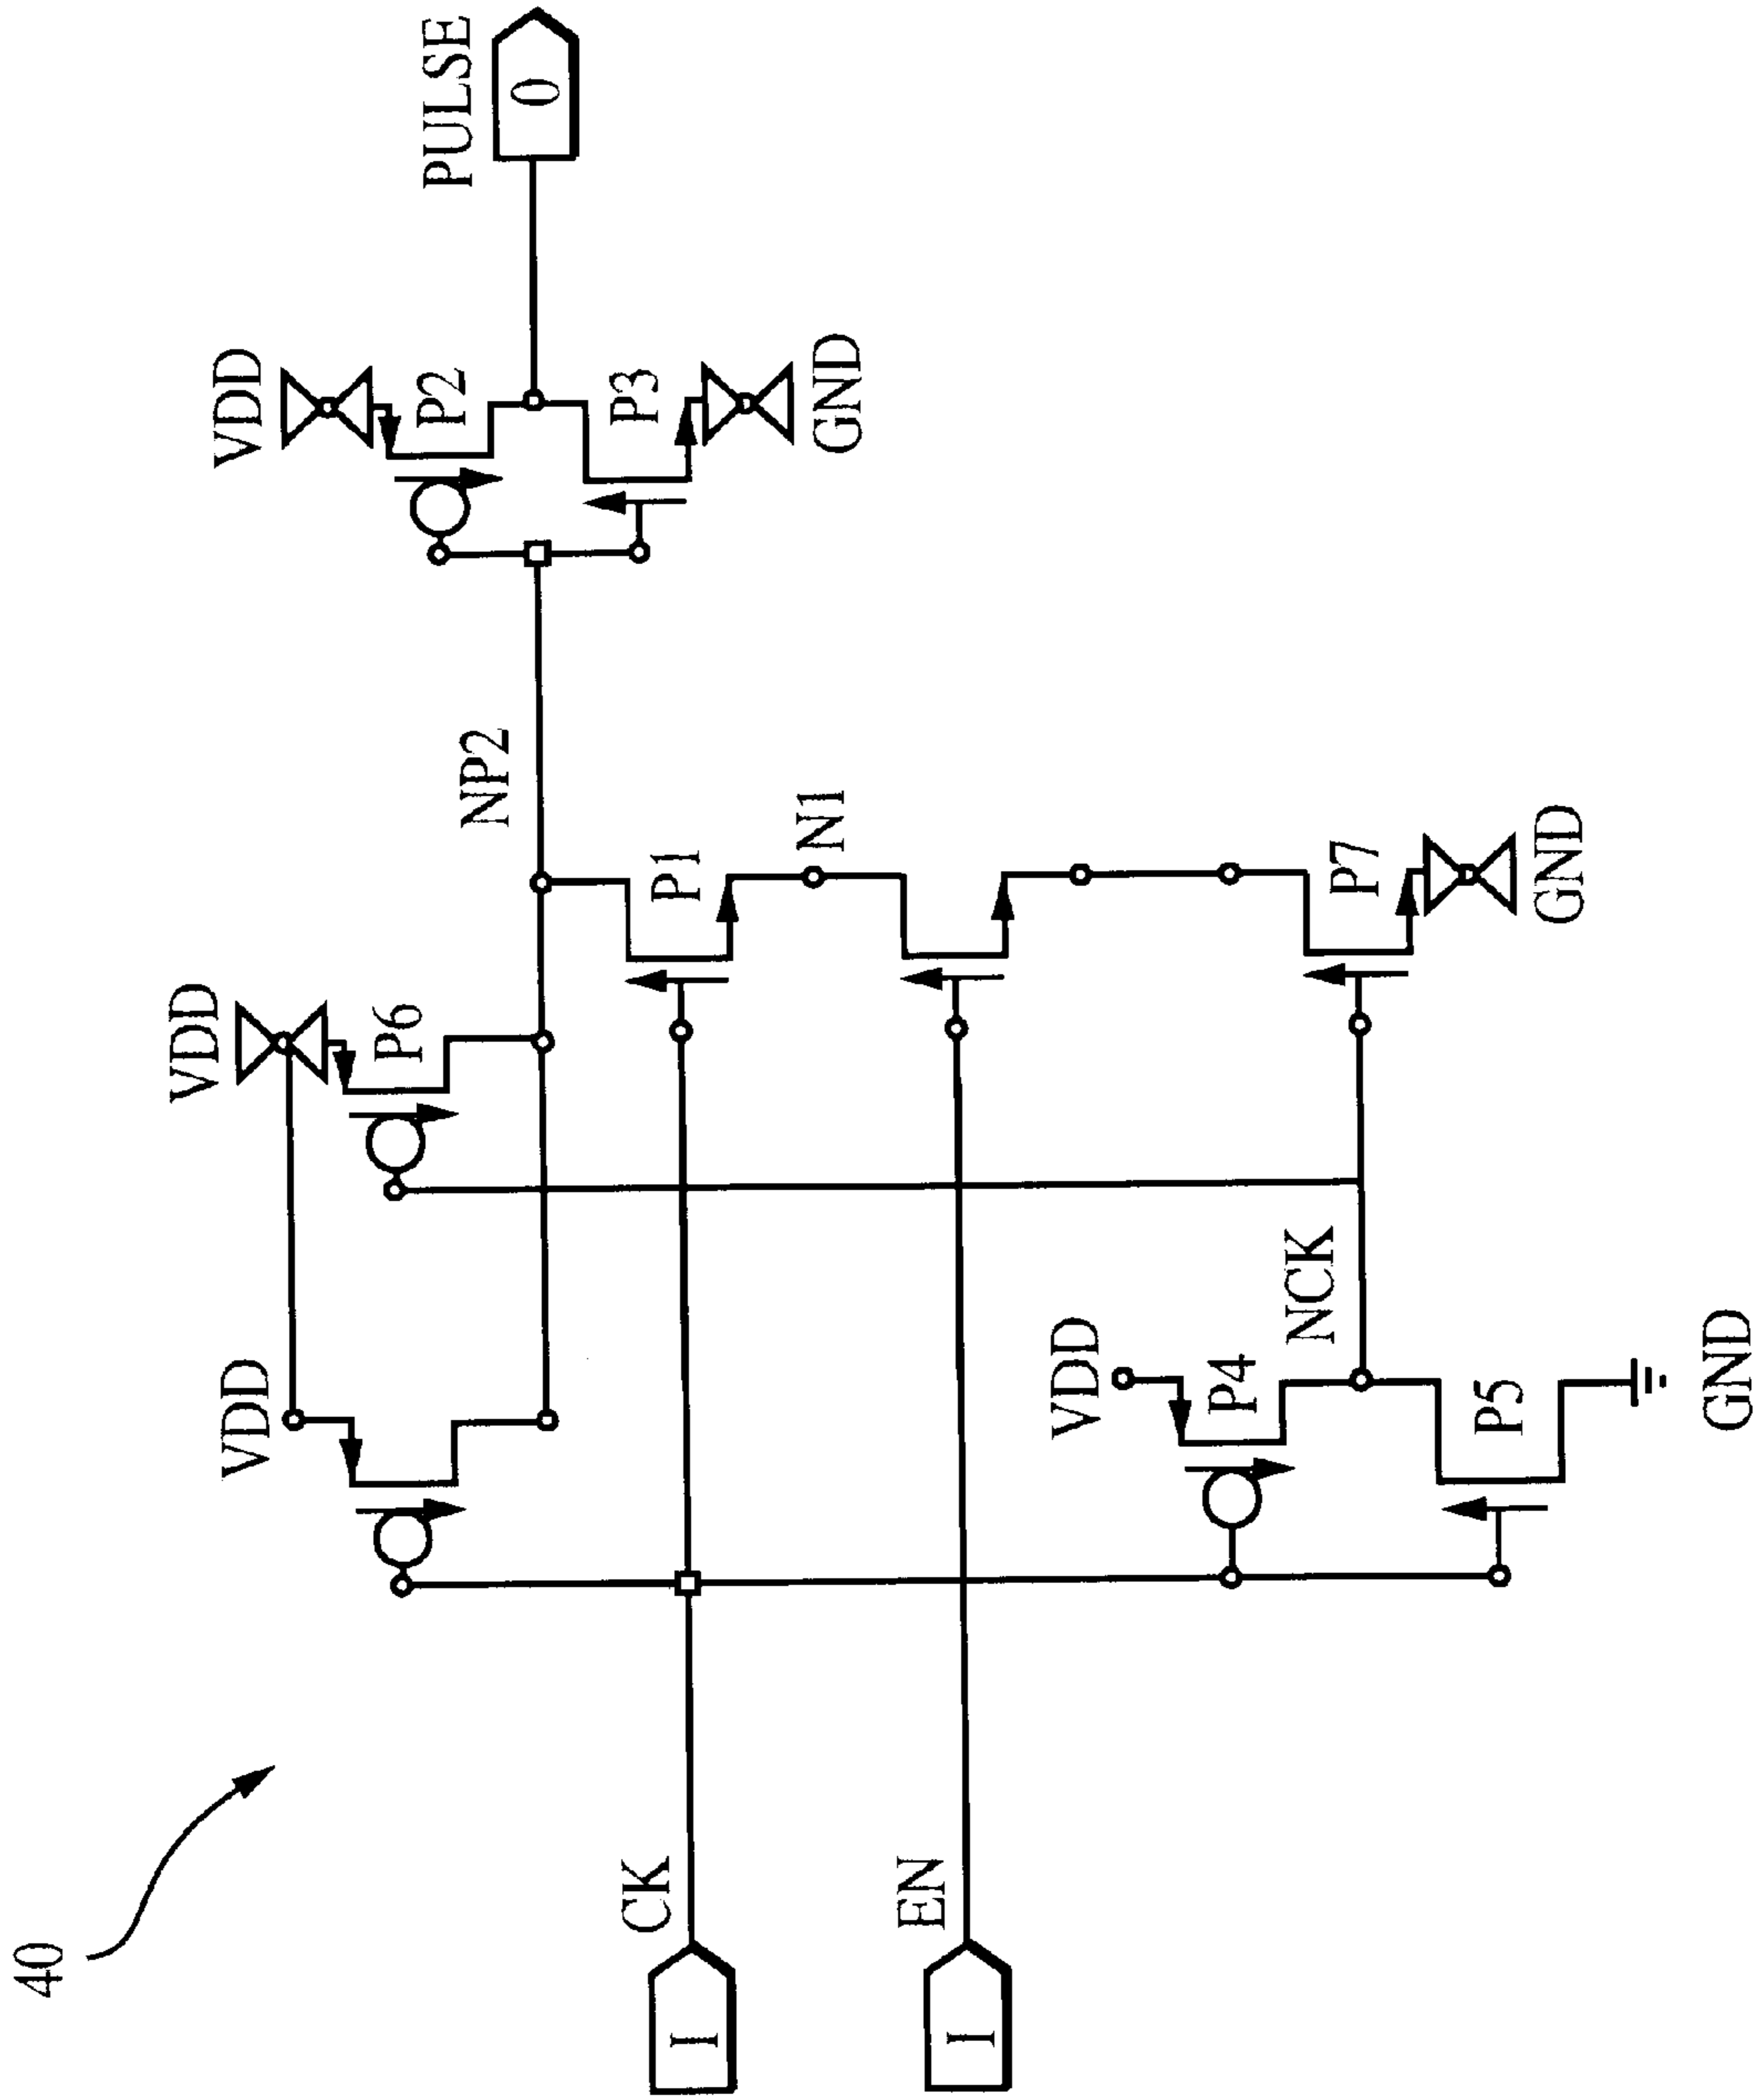 40
VDD
VDD
VDD
PULSE
0
P6
P2
NP2
P3
GND
CK
I
P1
N1
EN
I
VDD
P4
NCK
P7
GND
P5
GND